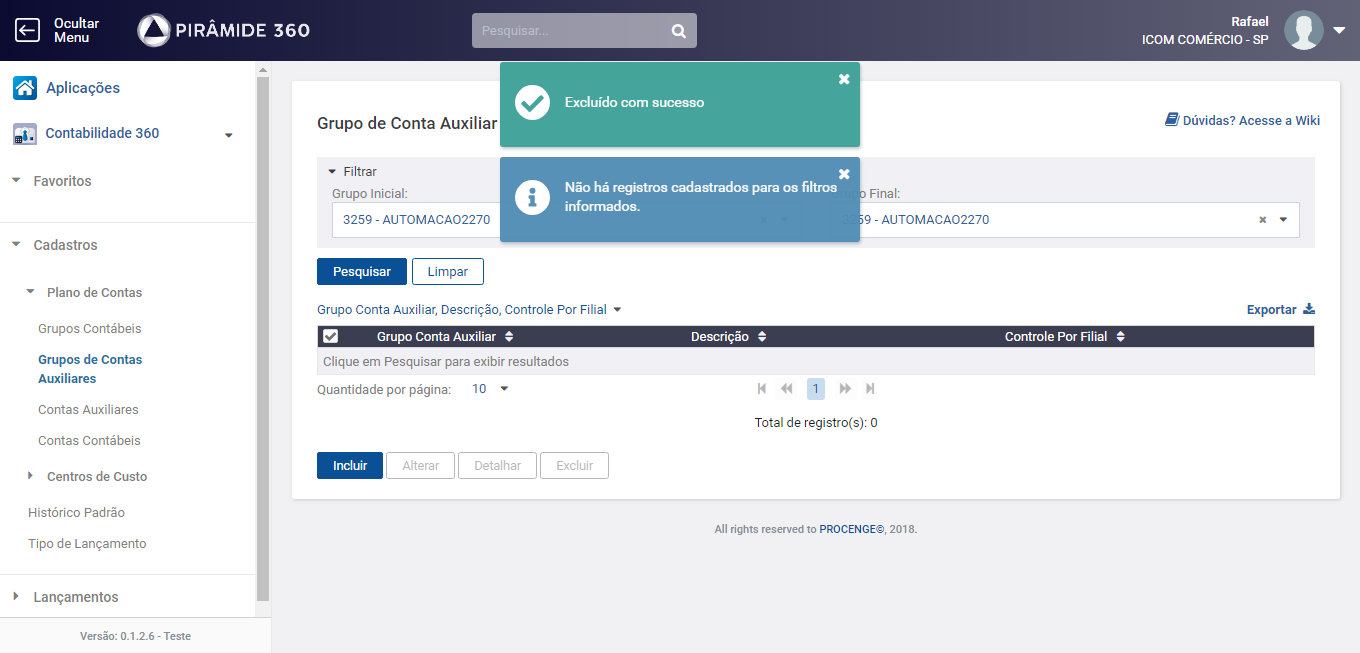 Ocultar
Menu
PIRÂMIDE 360
Pesquisar...
Rafael
ICOM COMÉRCIO - SP
Aplicações
Contabilidade 360
Favoritos
Cadastros
Plano de Contas
Grupos Contábeis
Grupos de Contas
Auxiliares
Contas Auxiliares
Contas Contábeis
Centros de Custo
Histórico Padrão
Tipo de Lançamento
Lançamentos
Versão: 0.1.2.6 - Teste
Excluído com sucesso
Não há registros cadastrados para os filtros
informados.
Grupo de Conta Auxiliar
Dúvidas? Acesse a Wiki
Filtrar
Grupo Inicial:
Final:
3259 - AUTOMACAO2270
3259 - AUTOMACAO2270
Pesquisar
Limpar
Grupo Conta Auxiliar, Descrição, Controle Por Filial
Exportar
Grupo Conta Auxiliar
Descrição
Controle Por Filial
Clique em Pesquisar para exibir resultados
Quantidade por página:
10
1
Total de registro(s): 0
Incluir
Alterar
Detalhar
Excluir
All rights reserved to PROCENGE©, 2018.